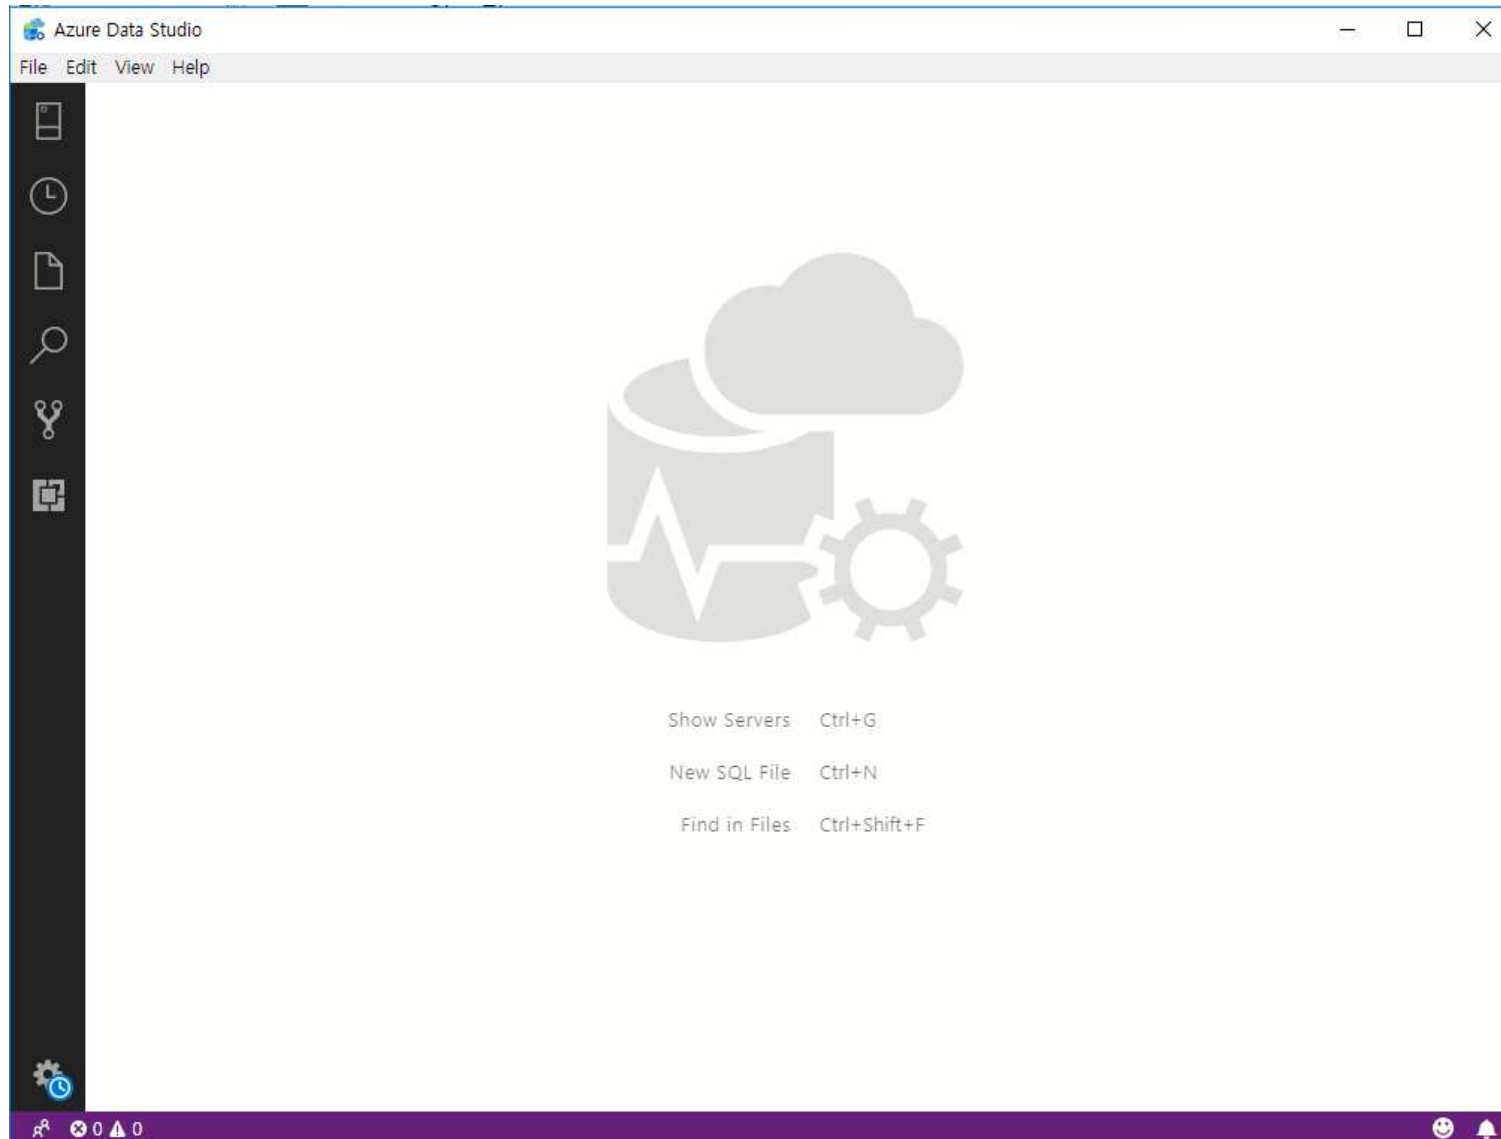 Azure Data Studio
File Edit View Help
Show Servers Ctrl+G
New SQL File Ctrl+N
Find in Files Ctrl+Shift+F
0 0